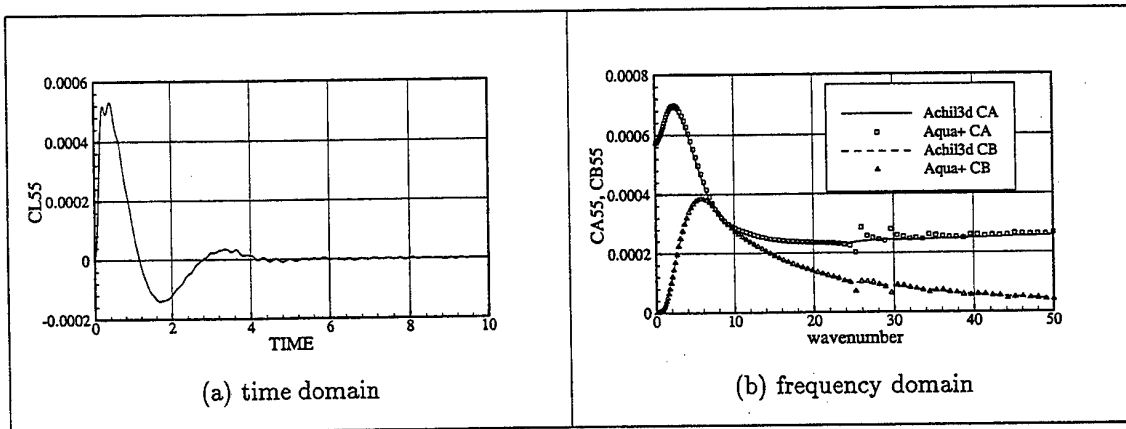 0.0006
0.0004
0.0002
0
-0.0002
CL55
0
2
4
6
8
10
TIME
(a) time domain
0.0008
0.0006
0.0004
0.0002
0
CA55, CB55
Achil3d CA
Aqua+ CA
Achil3d CB
Aqua+ CB
0
10
20
30
40
50
wavenumber
(b) frequency domain